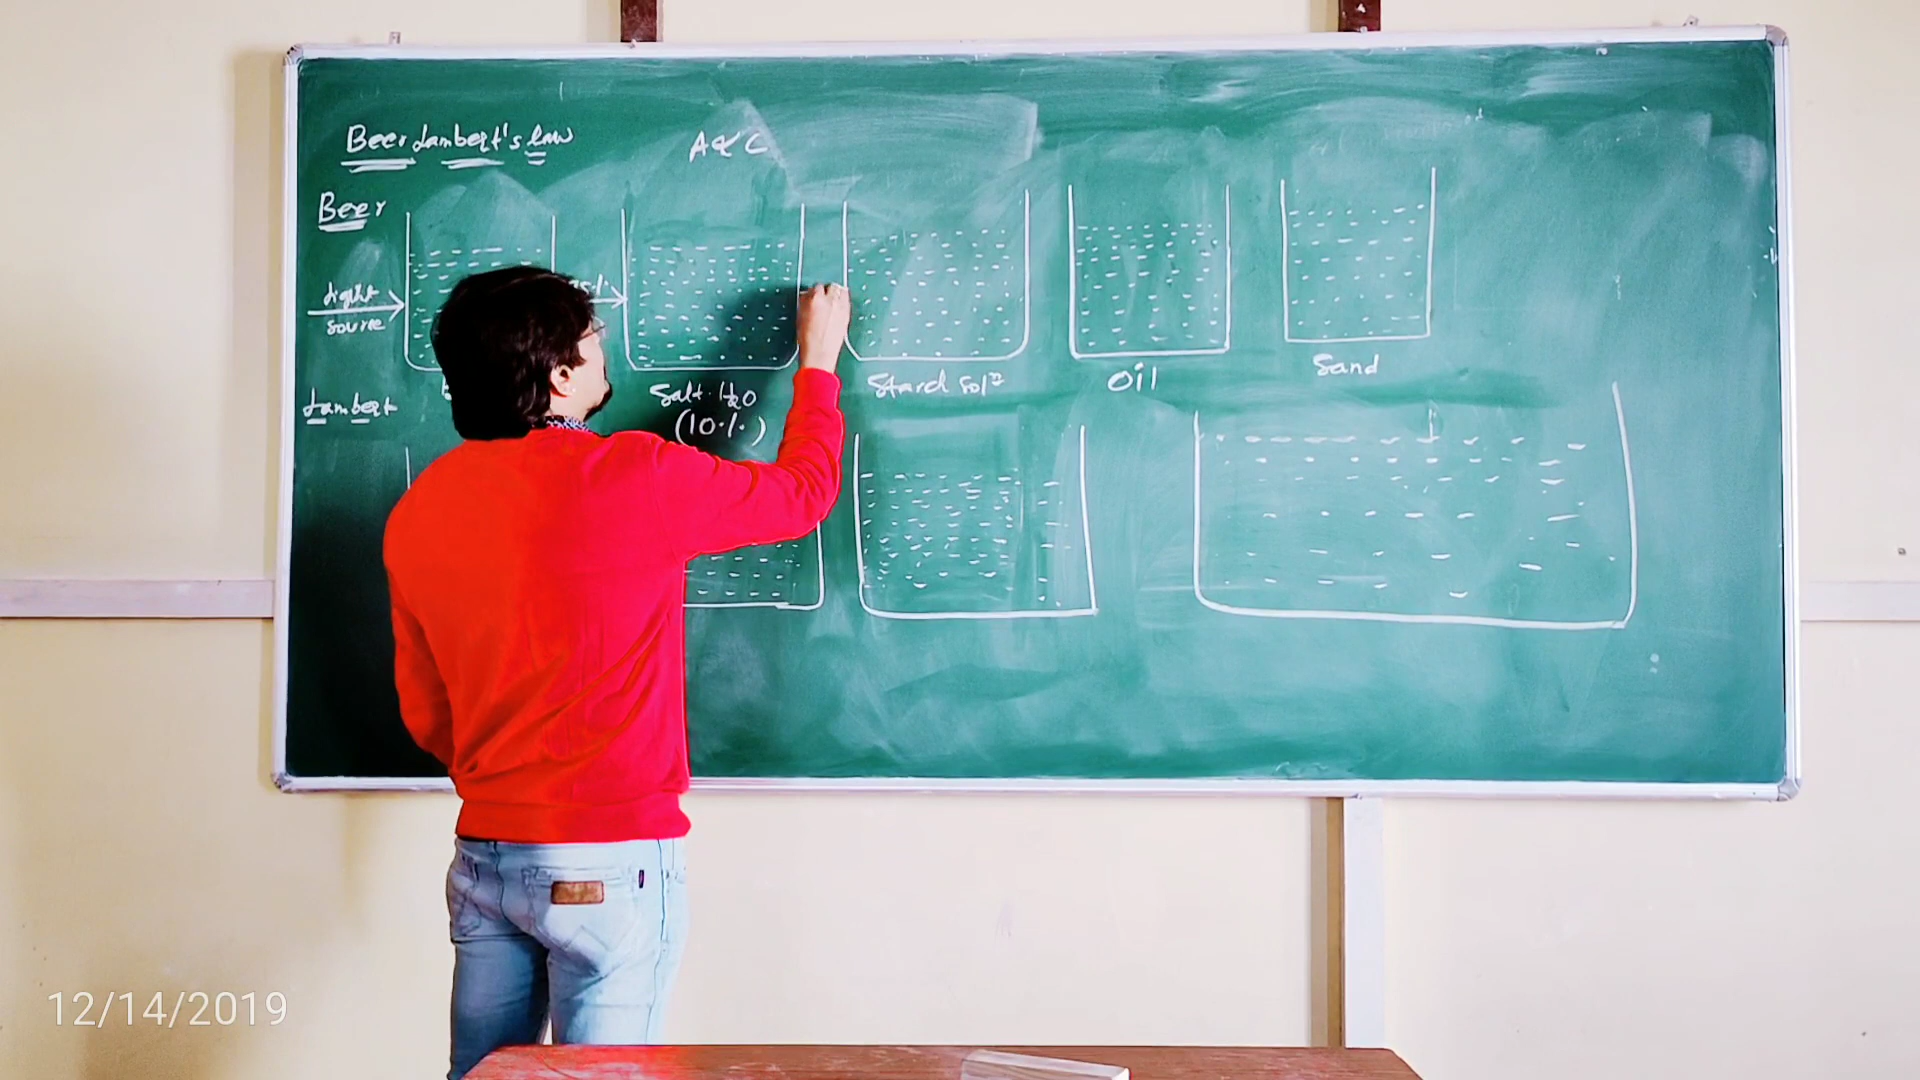 Beer Lambert's law
A α C
Beer
Light
source
Salt. H2O
(10%)
Starch solⁿ
Oil
Sand
Lambert
12/14/2019